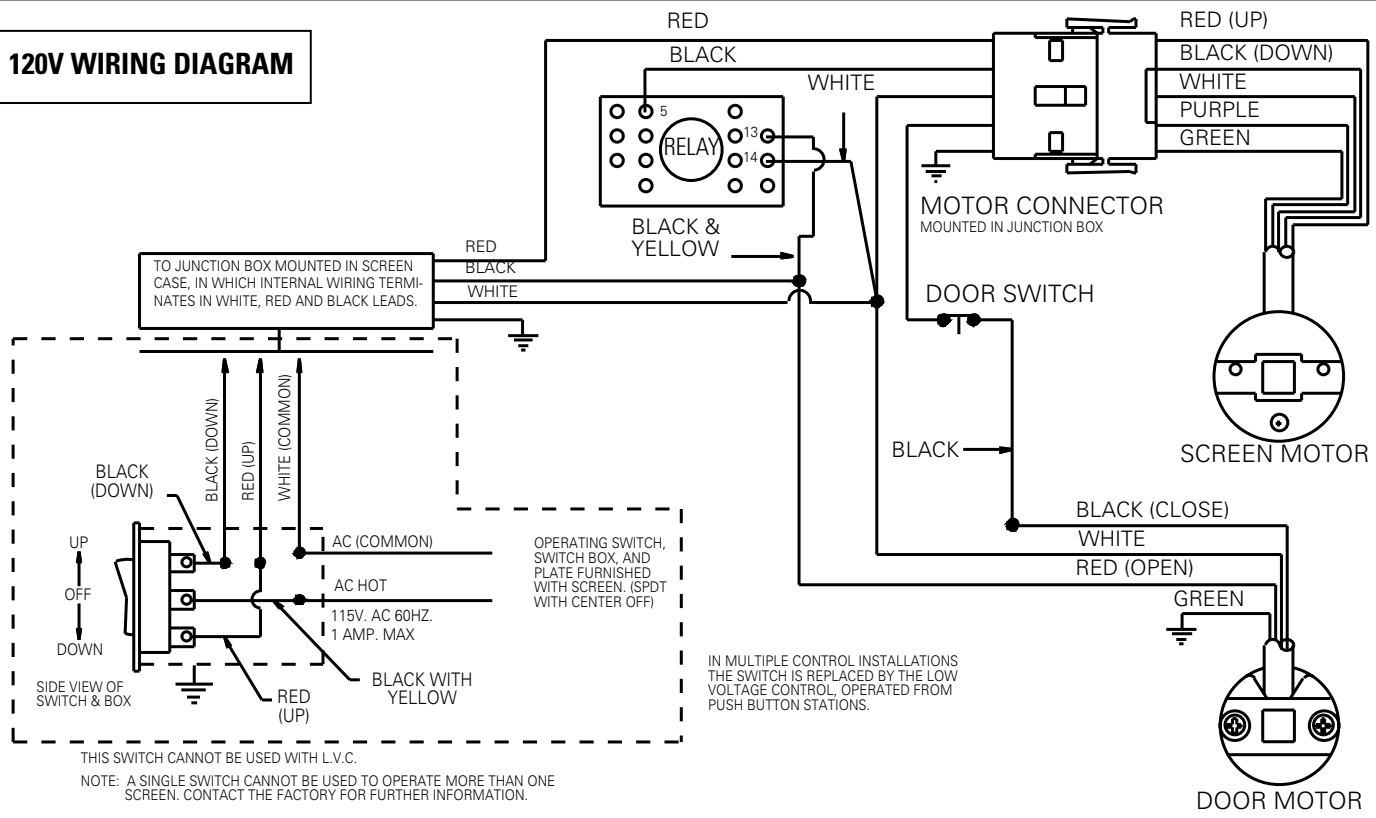 120V WIRING DIAGRAM
RED
BLACK
WHITE
RED (UP)
BLACK (DOWN)
WHITE
PURPLE
GREEN
5
13
14
RELAY
BLACK &
YELLOW
MOTOR CONNECTOR
MOUNTED IN JUNCTION BOX
TO JUNCTION BOX MOUNTED IN SCREEN
CASE, IN WHICH INTERNAL WIRING TERMI-
NATES IN WHITE, RED AND BLACK LEADS.
RED
BLACK
WHITE
DOOR SWITCH
BLACK
SCREEN MOTOR
BLACK (DOWN)
RED (UP)
WHITE (COMMON)
BLACK
(DOWN)
UP
OFF
DOWN
AC (COMMON)
AC HOT
115V. AC 60HZ.
1 AMP. MAX
OPERATING SWITCH,
SWITCH BOX, AND
PLATE FURNISHED
WITH SCREEN. (SPDT
WITH CENTER OFF)
BLACK (CLOSE)
WHITE
RED (OPEN)
GREEN
SIDE VIEW OF
SWITCH & BOX
RED
(UP)
BLACK WITH
YELLOW
IN MULTIPLE CONTROL INSTALLATIONS
THE SWITCH IS REPLACED BY THE LOW
VOLTAGE CONTROL, OPERATED FROM
PUSH BUTTON STATIONS.
THIS SWITCH CANNOT BE USED WITH L.V.C.
NOTE: A SINGLE SWITCH CANNOT BE USED TO OPERATE MORE THAN ONE
SCREEN. CONTACT THE FACTORY FOR FURTHER INFORMATION.
DOOR MOTOR